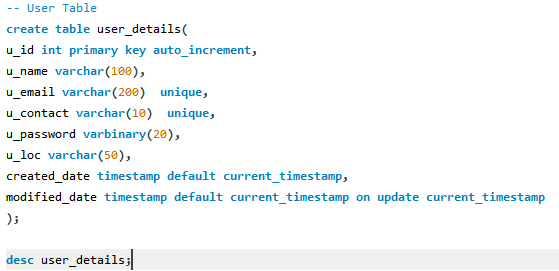 -- User Table
create table user_details(
u_id int primary key auto_increment,
u_name varchar(100),
u_email varchar(200)  unique,
u_contact varchar(10)  unique,
u_password varbinary(20),
u_loc varchar(50),
created_date timestamp default current_timestamp,
modified_date timestamp default current_timestamp on update current_timestamp
);
desc user_details;